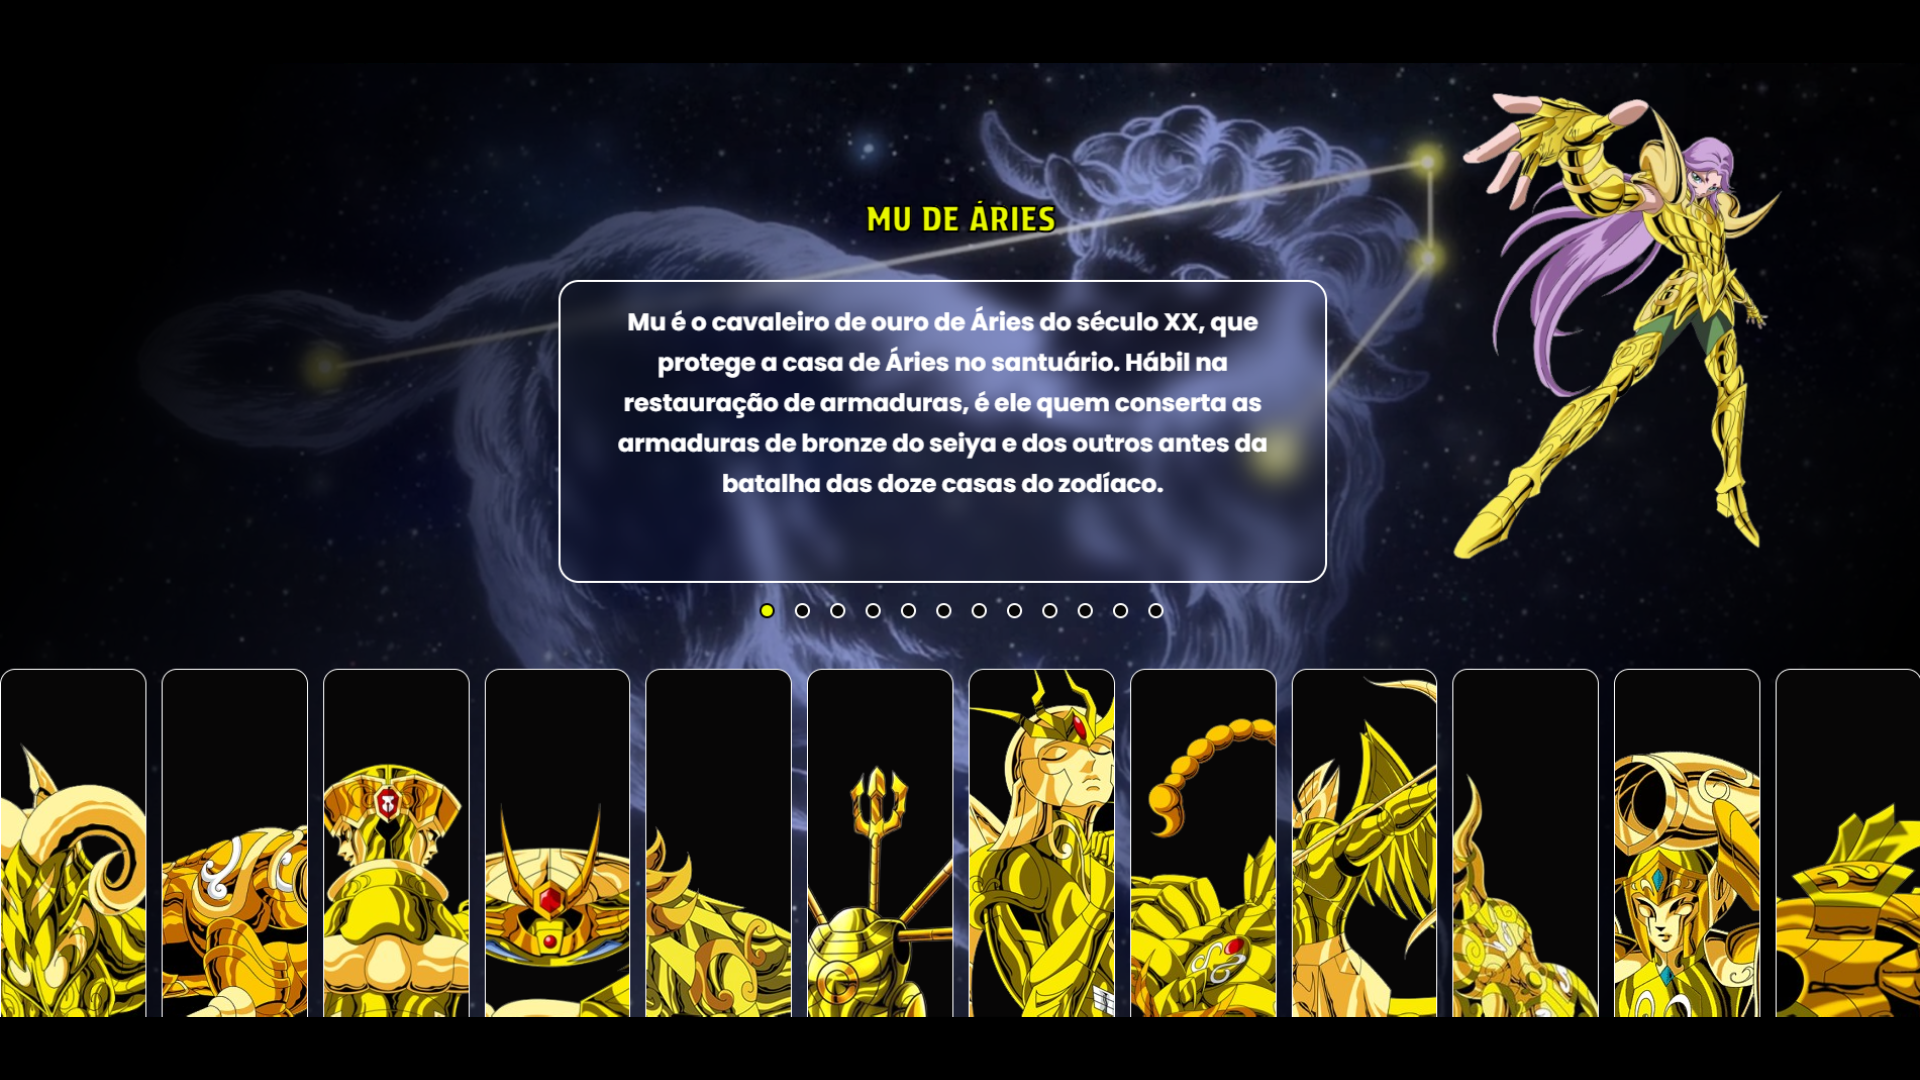 MU DE ÁRIES
Mu é o cavaleiro de ouro de Áries do século XX, que
protege a casa de Áries no santuário. Hábil na
restauração de armaduras, é ele quem conserta as
armaduras de bronze do seiya e dos outros antes da
batalha das doze casas do zodíaco.